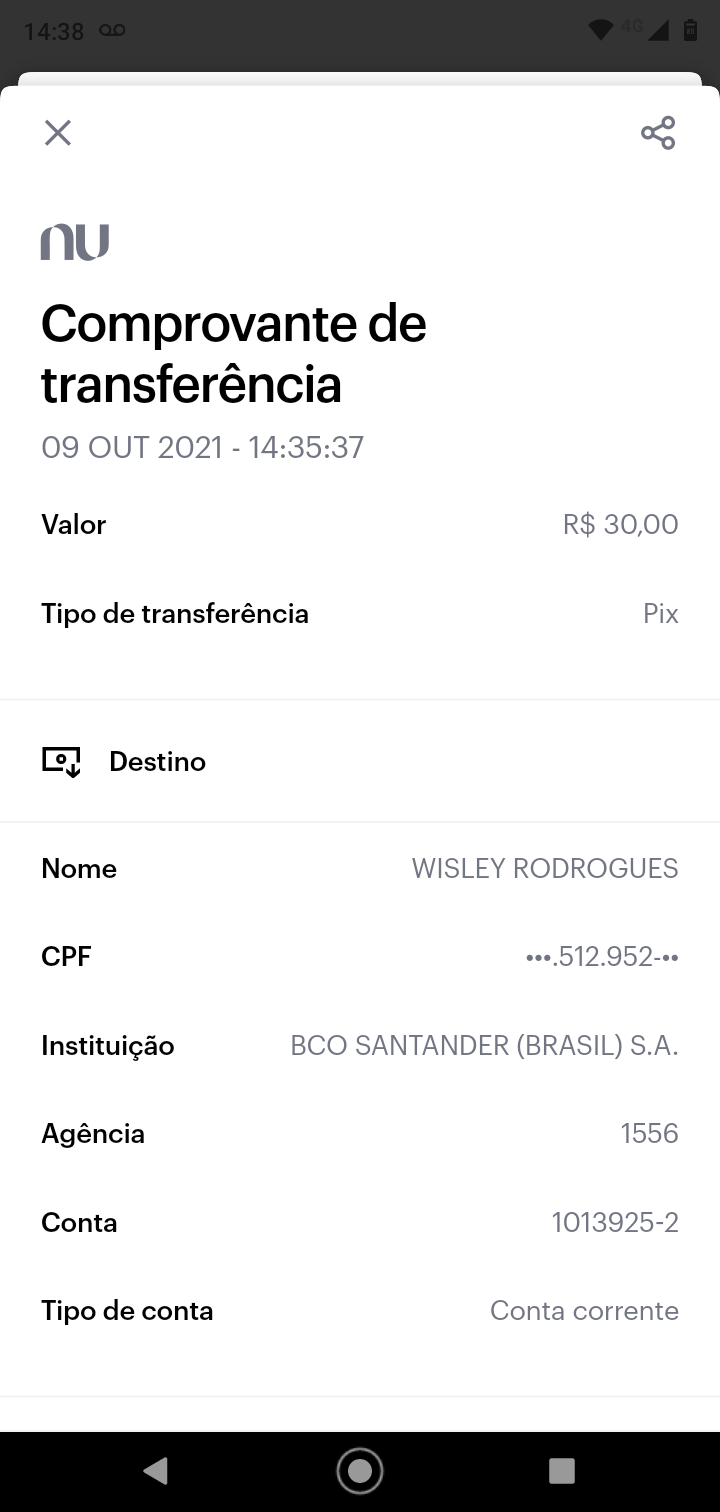 14:38 4G
nu
Comprovante de
transferência
09 OUT 2021 - 14:35:37
Valor R$ 30,00
Tipo de transferência Pix
Destino
Nome WISLEY RODROGUES
CPF •••.512.952-••
Instituição BCO SANTANDER (BRASIL) S.A.
Agência 1556
Conta 1013925-2
Tipo de conta Conta corrente